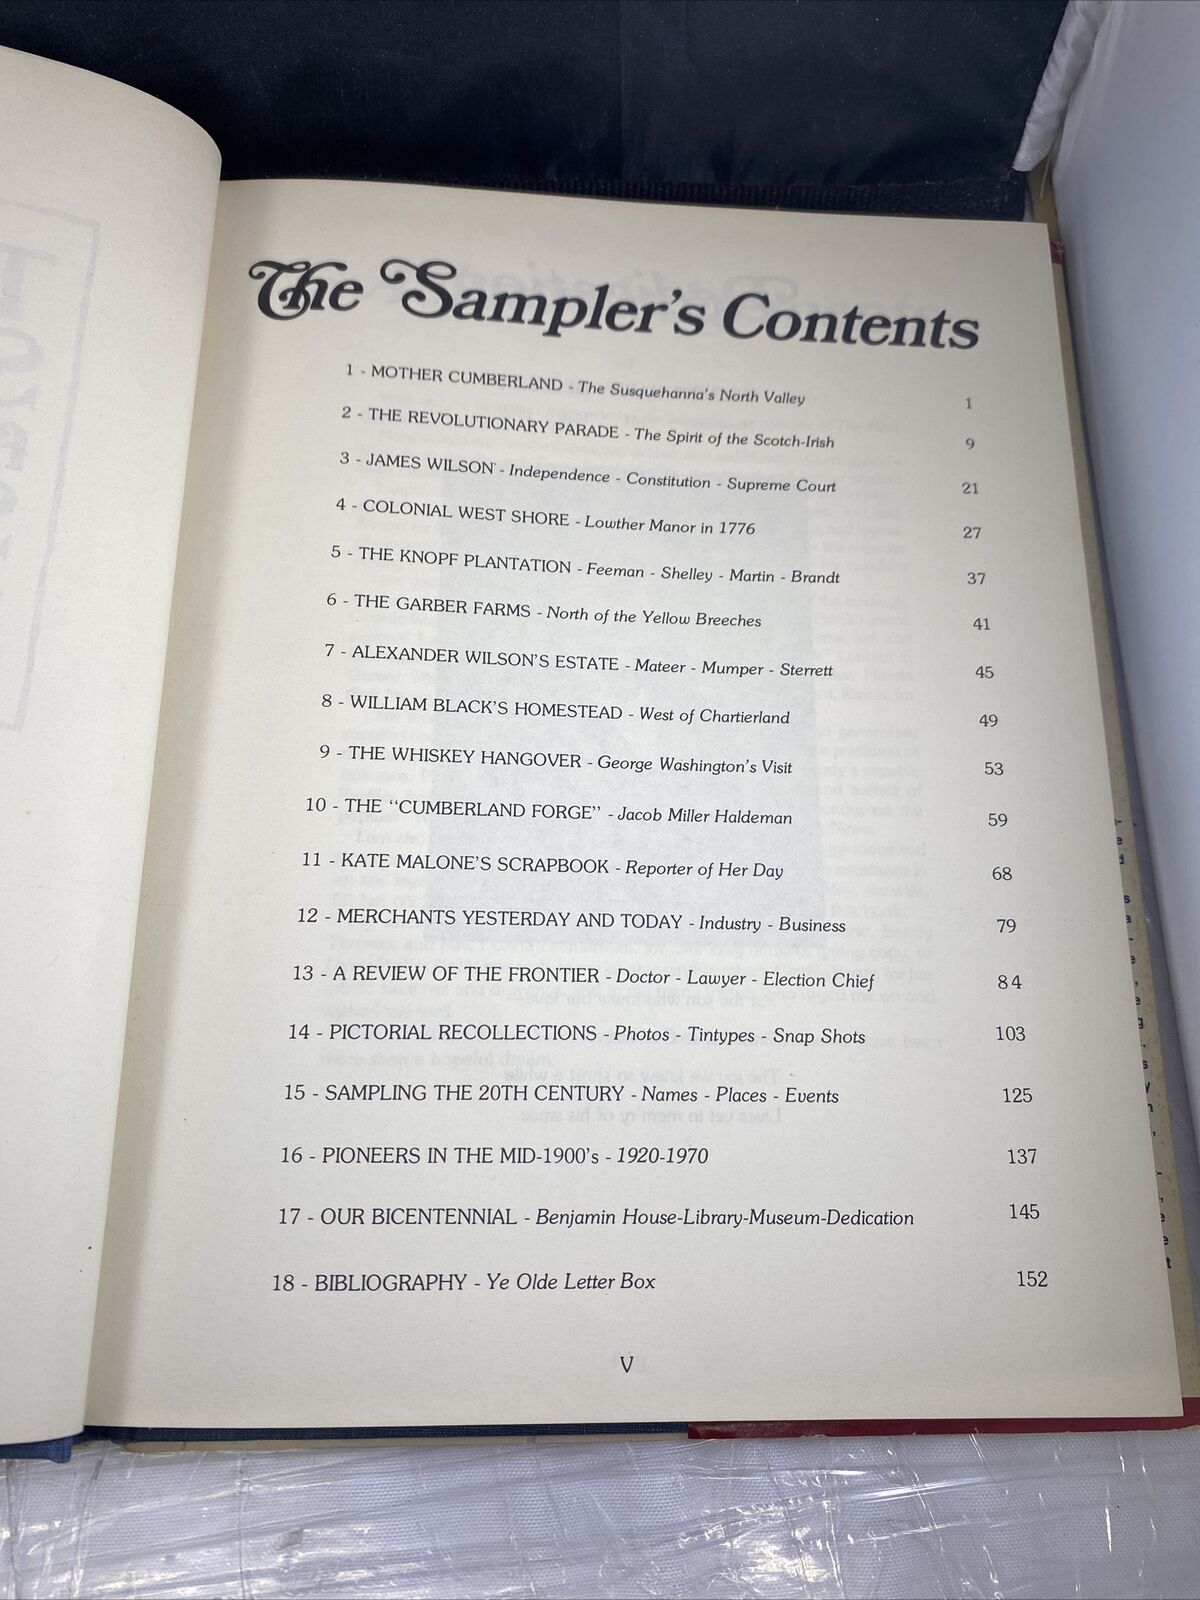 The Sampler's Contents
1 - MOTHER CUMBERLAND - The Susquehanna's North Valley 1
2 - THE REVOLUTIONARY PARADE - The Spirit of the Scotch-Irish 9
3 - JAMES WILSON - Independence - Constitution - Supreme Court 21
4 - COLONIAL WEST SHORE - Lowther Manor in 1776 27
5 - THE KNOPF PLANTATION - Feeman - Shelley - Martin - Brandt 37
6 - THE GARBER FARMS - North of the Yellow Breeches 41
7 - ALEXANDER WILSON'S ESTATE - Mateer - Mumper - Sterrett 45
8 - WILLIAM BLACK'S HOMESTEAD - West of Chartierland 49
9 - THE WHISKEY HANGOVER - George Washington's Visit 53
10 - THE "CUMBERLAND FORGE" - Jacob Miller Haldeman 59
11 - KATE MALONE'S SCRAPBOOK - Reporter of Her Day 68
12 - MERCHANTS YESTERDAY AND TODAY - Industry - Business 79
13 - A REVIEW OF THE FRONTIER - Doctor - Lawyer - Election Chief 84
14 - PICTORIAL RECOLLECTIONS - Photos - Tintypes - Snap Shots 103
15 - SAMPLING THE 20TH CENTURY - Names - Places - Events 125
16 - PIONEERS IN THE MID-1900's - 1920-1970 137
17 - OUR BICENTENNIAL - Benjamin House-Library-Museum-Dedication 145
18 - BIBLIOGRAPHY - Ye Olde Letter Box 152
V